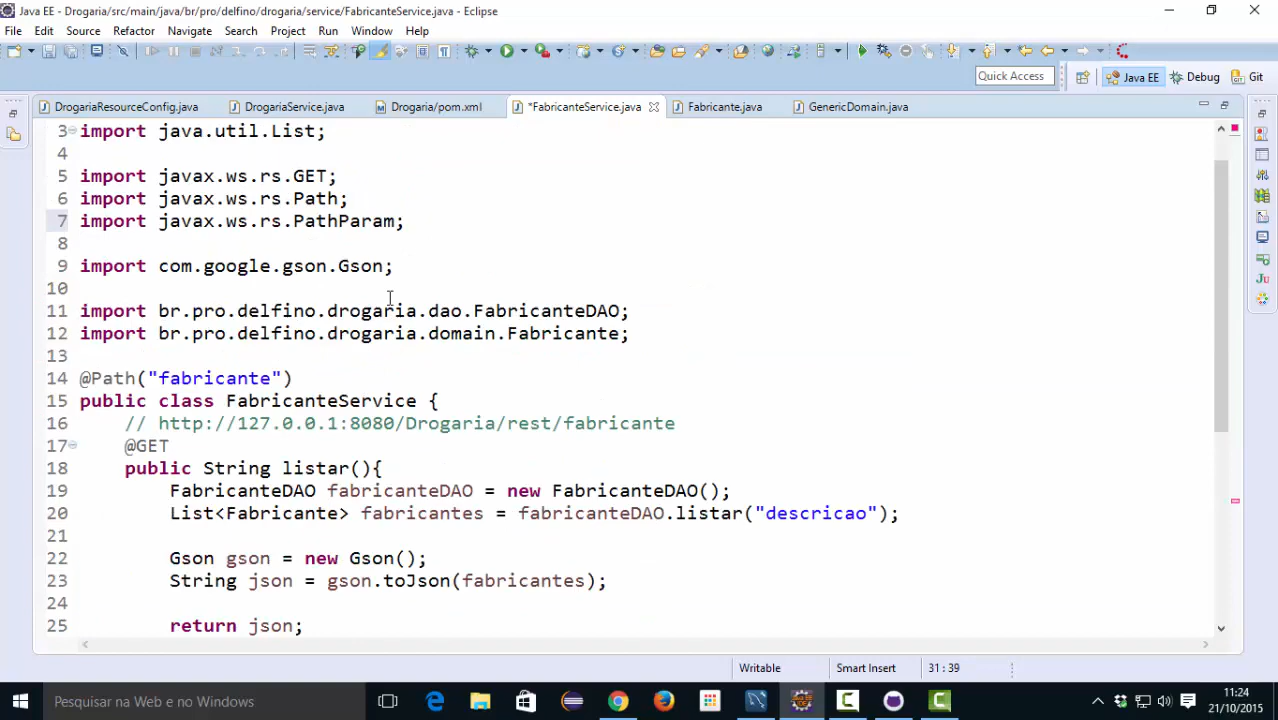 Java EE - Drogaria/src/main/java/br/pro/delfino/drogaria/service/FabricanteService.java - Eclipse
File Edit Source Refactor Navigate Search Project Run Window Help
Quick Access
Java EE
Debug
Git
DrogariaResourceConfig.java
DrogariaService.java
Drogaria/pom.xml
*FabricanteService.java
Fabricante.java
GenericDomain.java
3 import java.util.List;
4
5 import javax.ws.rs.GET;
6 import javax.ws.rs.Path;
7 import javax.ws.rs.PathParam;
8
9 import com.google.gson.Gson;
10
11 import br.pro.delfino.drogaria.dao.FabricanteDAO;
12 import br.pro.delfino.drogaria.domain.Fabricante;
13
14 @Path("fabricante")
15 public class FabricanteService {
16 // http://127.0.0.1:8080/Drogaria/rest/fabricante
17 @GET
18 public String listar(){
19 FabricanteDAO fabricanteDAO = new FabricanteDAO();
20 List<Fabricante> fabricantes = fabricanteDAO.listar("descricao");
21
22 Gson gson = new Gson();
23 String json = gson.toJson(fabricantes);
24
25 return json;
Writable
Smart Insert
31 : 39
Pesquisar na Web e no Windows
11:24
21/10/2015